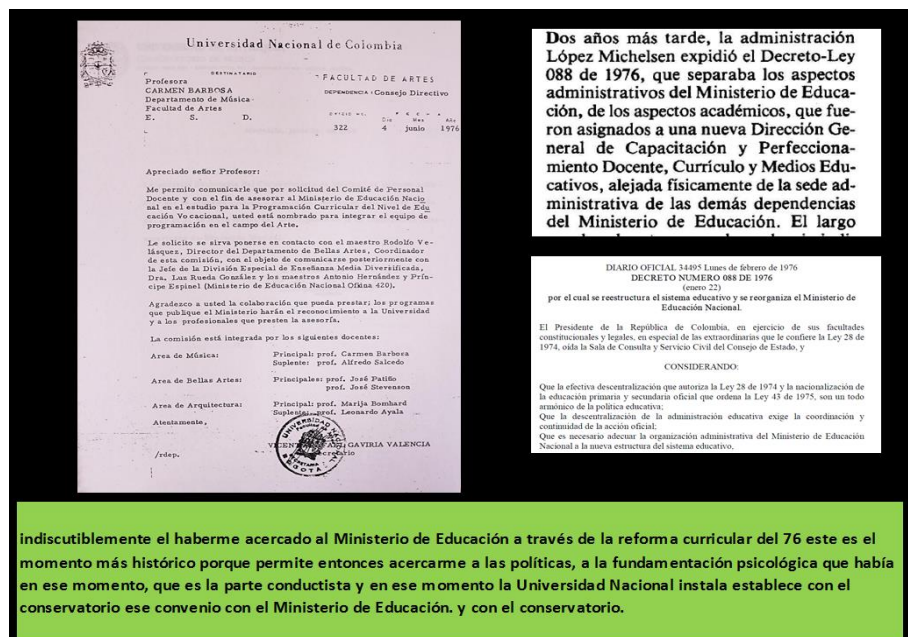 Universidad Nacional de Colombia
DESTINATARIO
Profesora
CARMEN BARBOSA
Departamento de Música
Facultad de Artes
E. S. D.
FACULTAD DE ARTES
DEPENDENCIA: Consejo Directivo
Dia Mes Año
322 4 junio 1976
Apreciado señor Profesor:
Me permito comunicarle que por solicitud del Comité de Personal
Docente y con el fin de asesorar al Ministerio de Educación Nacio
nal en el estudio para la Programación Curricular del Nivel de Edu
cación Vo cacional, usted está nombrado para integrar el equipo de
programación en el campo del Arte.
Le solicito se sirva ponerse en contacto con el maestro Rodolfo Ve-
lásquez, Director del Departamento de Bellas Artes, Coordinador
de esta comisión, con el objeto de comunicarse posteriormente con
la Jefe de la División Especial de Enseñanza Media Diversificada,
Dra. Luz Rueda González y los maestros Antonio Hernández y Prín-
cipe Espinel (Ministerio de Educación Nacional Ofkina 420).
Agradezco a usted la colaboración que pueda prestar; los programas
que publique el Ministerio harán el reconocimiento a la Universidad
y a los profesionales que presten la asesoría.
La comisión está integrada por los siguientes docentes:
Area de Música: Principal: prof. Carmen Barbosa
Suplente: prof. Alfredo Salcedo
Area de Bellas Artes: Principales: prof. José Patiño
prof. José Stevenson
Area de Arquitectura: Principal: prof. Marija Bomhard
Suplente: prof. Leonardo Ayala
Atentamente,
GAVIRIA VALENCIA
/rdep.
BOGOTA
Dos años más tarde, la administración
López Michelsen expidió el Decreto-Ley
088 de 1976, que separaba los aspectos
administrativos del Ministerio de Educa-
ción, de los aspectos académicos, que fue-
ron asignados a una nueva Dirección Ge-
neral de Capacitación y Perfecciona-
miento Docente, Currículo y Medios Edu-
cativos, alejada físicamente de la sede ad-
ministrativa de las demás dependencias
del Ministerio de Educación. El largo
DIARIO OFICIAL 34495 Lunes de febrero de 1976
DECRETO NUMERO 088 DE 1976
(enero 22)
por el cual se reestructura el sistema educativo y se reorganiza el Ministerio de
Educación Nacional.
El Presidente de la República de Colombia, en ejercicio de sus facultades
constitucionales y legales, en especial de las extraordinarias que le confiere la Ley 28 de
1974, oída la Sala de Consulta y Servicio Civil del Consejo de Estado, y
CONSIDERANDO:
Que la efectiva descentralización que autoriza la Ley 28 de 1974 y la nacionalización de
la educación primaria y secundaria oficial que ordena la Ley 43 de 1975, son un todo
armónico de la política educativa;
Que la descentralización de la administración educativa exige la coordinación y
continuidad de la acción oficial;
Que es necesario adecuar la organización administrativa del Ministerio de Educación
Nacional a la nueva estructura del sistema educativo,
indiscutiblemente el haberme acercado al Ministerio de Educación a través de la reforma curricular del 76 este es el
momento más histórico porque permite entonces acercarme a las políticas, a la fundamentación psicológica que había
en ese momento, que es la parte conductista y en ese momento la Universidad Nacional instala establece con el
conservatorio ese convenio con el Ministerio de Educación. y con el conservatorio.